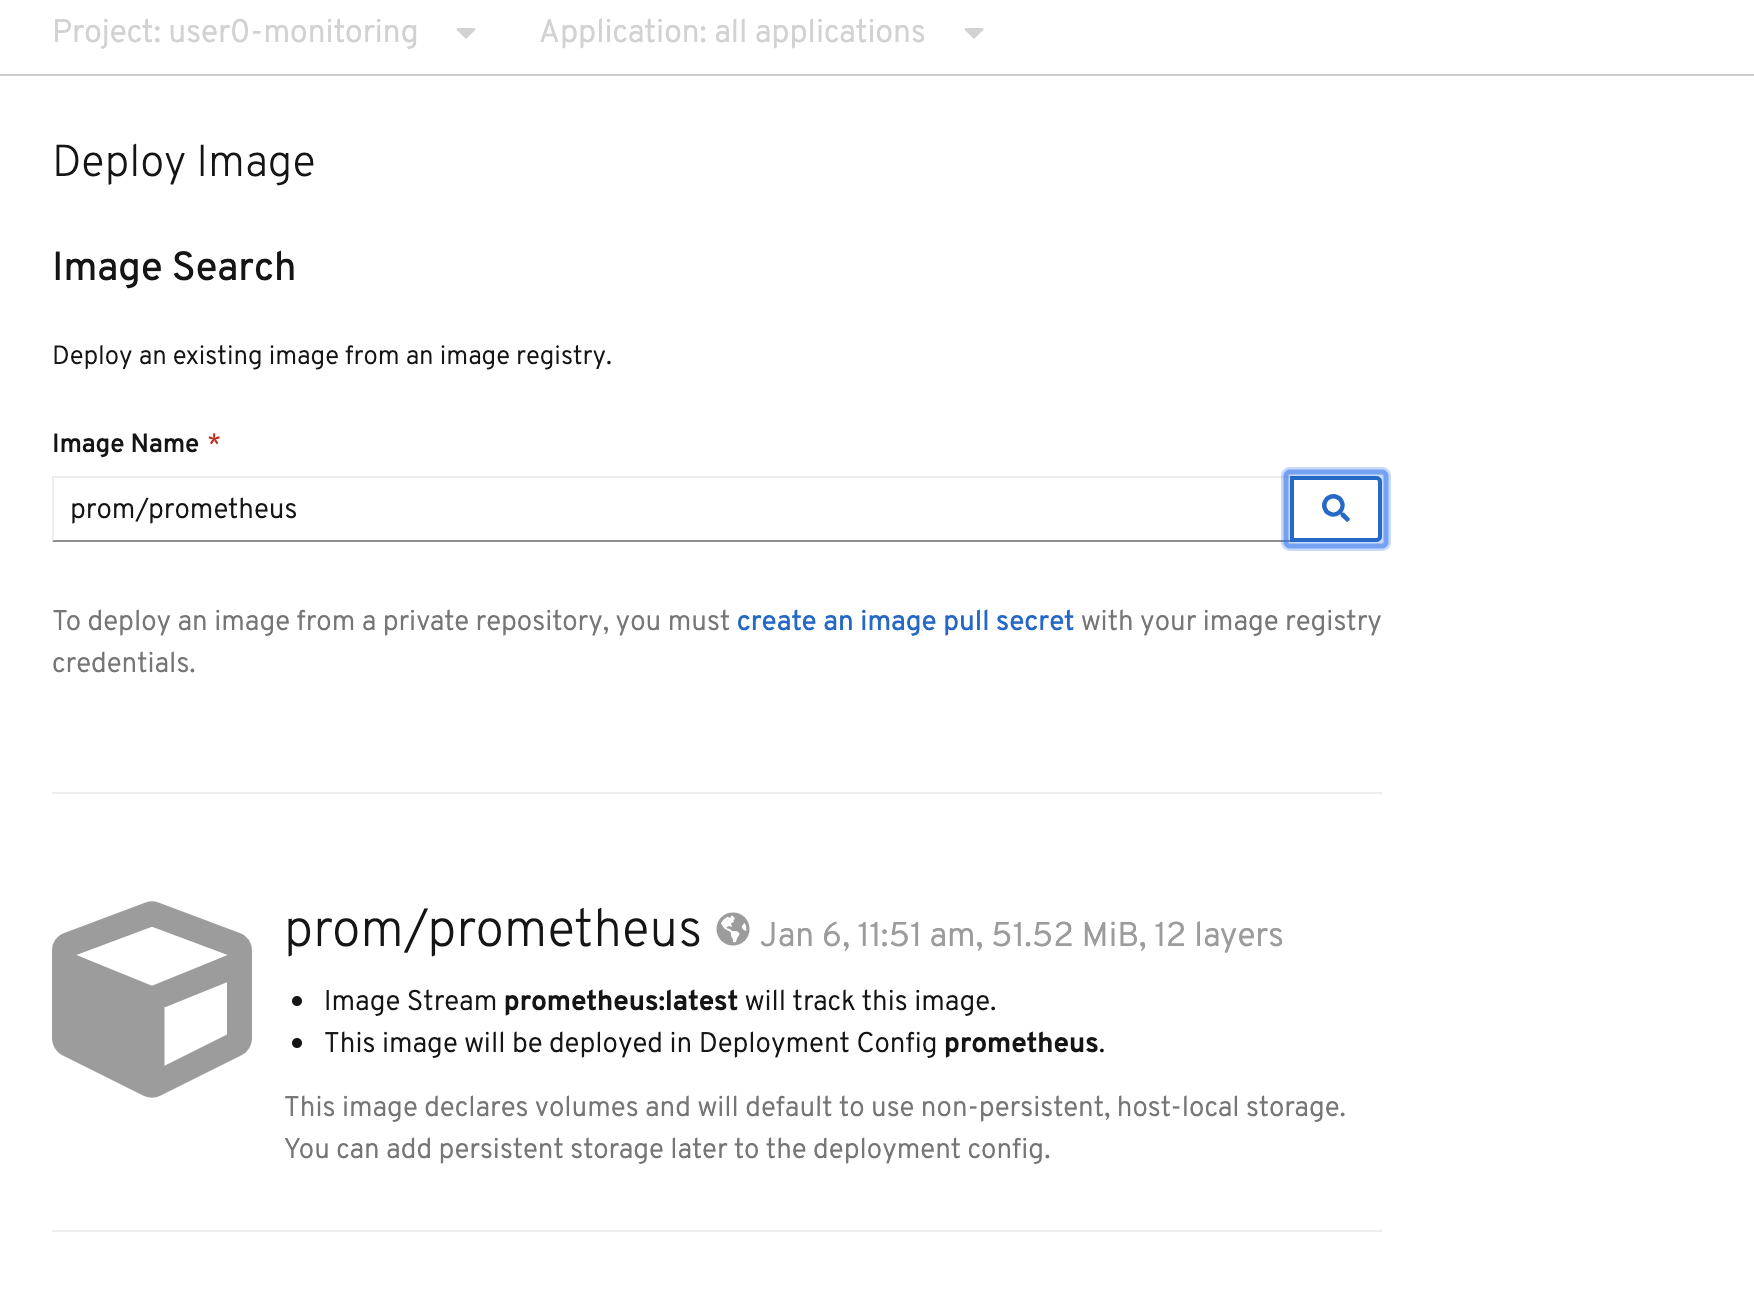 Project: user0-monitoring Application: all applications
Deploy Image
Image Search
Deploy an existing image from an image registry.
Image Name *
prom/prometheus
To deploy an image from a private repository, you must create an image pull secret with your image registry
credentials.
prom/prometheus Jan 6, 11:51 am, 51.52 MiB, 12 layers
• Image Stream prometheus:latest will track this image.
• This image will be deployed in Deployment Config prometheus.
This image declares volumes and will default to use non-persistent, host-local storage.
You can add persistent storage later to the deployment config.